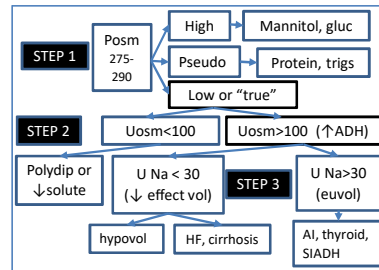 High
Mannitol, gluc
Posm
275-
290
STEP 1
Pseudo
Protein, trigs
Low or “true”
STEP 2
Uosm<100
Uosm>100 (↑ADH)
Polydip or
↓solute
U Na < 30
(↓ effect vol)
STEP 3
U Na>30
(euvol)
hypovol
HF, cirrhosis
AI, thyroid,
SIADH